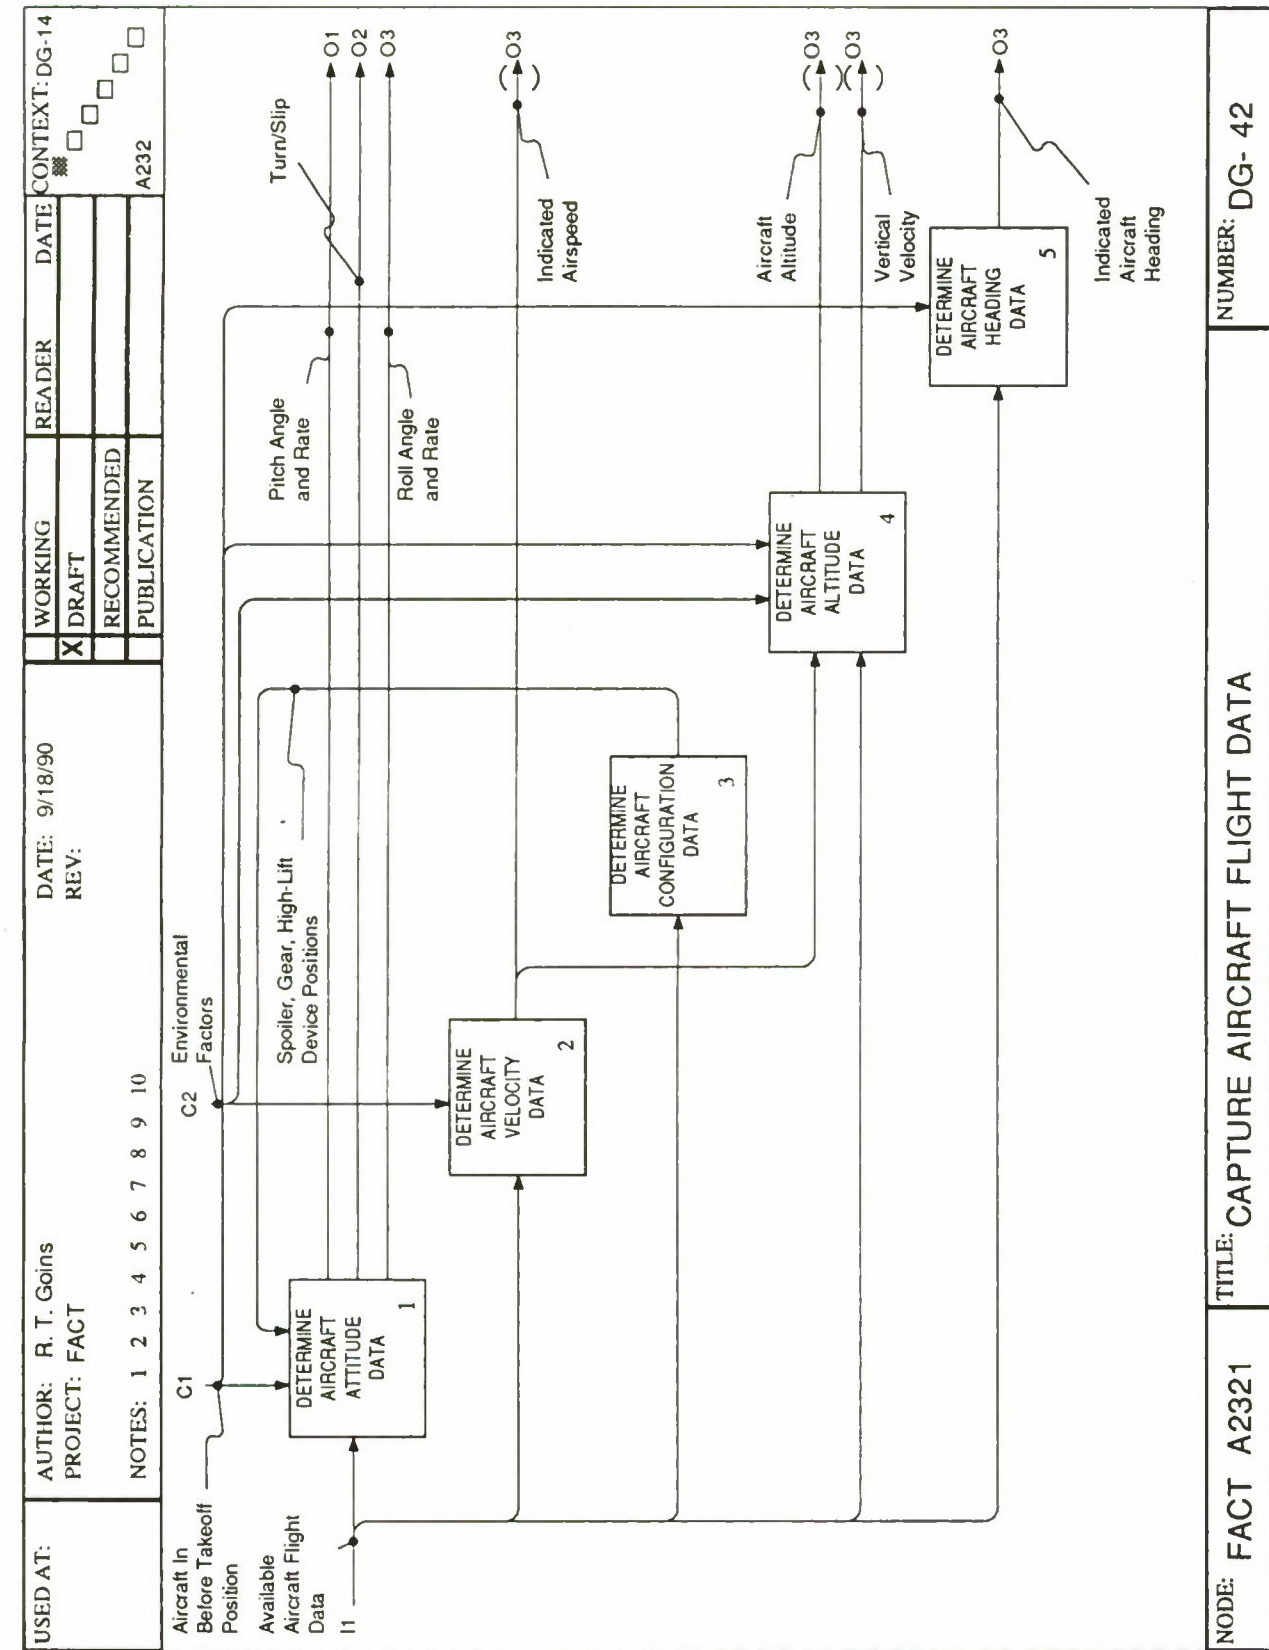 USED AT:
AUTHOR: R. T. Goins
PROJECT: FACT
DATE: 9/18/90
REV:
NOTES: 1 2 3 4 5 6 7 8 9 10
WORKING
X DRAFT
RECOMMENDED
PUBLICATION
READER DATE
CONTEXT: DG-14
A232
Aircraft In
Before Takeoff
Position
C1
C2
Environmental
Factors
Available
Aircraft Flight
Data
I1
Spoiler, Gear, High-Lift
Device Positions
Pitch Angle
and Rate
Roll Angle
and Rate
Turn/Slip
O1
O2
O3
DETERMINE
AIRCRAFT
ATTITUDE
DATA
1
DETERMINE
AIRCRAFT
VELOCITY
DATA
2
Indicated
Airspeed
( ) O3
DETERMINE
AIRCRAFT
CONFIGURATION
DATA
3
DETERMINE
AIRCRAFT
ALTITUDE
DATA
4
Aircraft
Altitude
( ) O3
Vertical
Velocity
( ) O3
DETERMINE
AIRCRAFT
HEADING
DATA
5
Indicated
Aircraft
Heading
O3
NODE: FACT A2321
TITLE: CAPTURE AIRCRAFT FLIGHT DATA
NUMBER: DG- 42